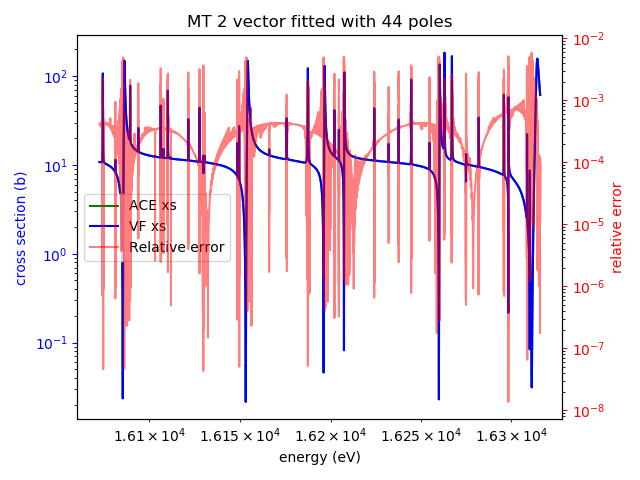 MT 2 vector fitted with 44 poles
10²
10¹
10⁰
10⁻¹
cross section (b)
ACE xs
VF xs
Relative error
10⁻²
10⁻³
10⁻⁴
10⁻⁵
10⁻⁶
10⁻⁷
10⁻⁸
relative error
1.61×10⁴ 1.615×10⁴ 1.62×10⁴ 1.625×10⁴ 1.63×10⁴
energy (eV)